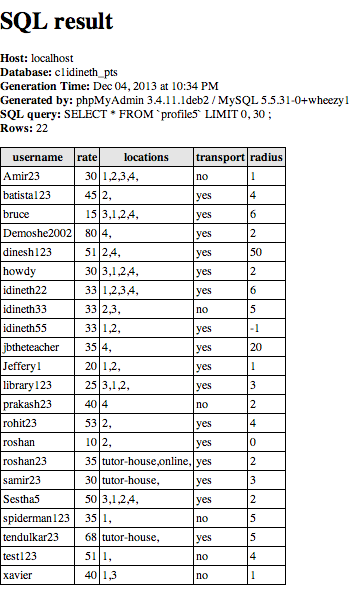 SQL result
Host: localhost
Database: c1idineth_pts
Generation Time: Dec 04, 2013 at 10:34 PM
Generated by: phpMyAdmin 3.4.11.1deb2 / MySQL 5.5.31-0+wheezy1
SQL query: SELECT * FROM `profile5` LIMIT 0, 30 ;
Rows: 22
username rate locations transport radius
Amir23 30 1,2,3,4, no 1
batista123 45 2, yes 4
bruce 15 3,1,2,4, yes 6
Demoshe2002 80 4, yes 2
dinesh123 51 2,4, yes 50
howdy 30 3,1,2,4, yes 2
idineth22 33 1,2,3,4, yes 6
idineth33 33 2,3, no 5
idineth55 33 1,2, yes -1
jbtheteacher 35 4, yes 20
Jeffery1 20 1,2, yes 1
library123 25 3,1,2, yes 3
prakash23 40 4 no 2
rohit23 53 2, yes 4
roshan 10 2, yes 0
roshan23 35 tutor-house,online, yes 2
samir23 30 tutor-house, yes 3
Sestha5 50 3,1,2,4, yes 2
spiderman123 35 1, no 5
tendulkar23 68 tutor-house, yes 5
test123 51 1, no 4
xavier 40 1,3 no 1